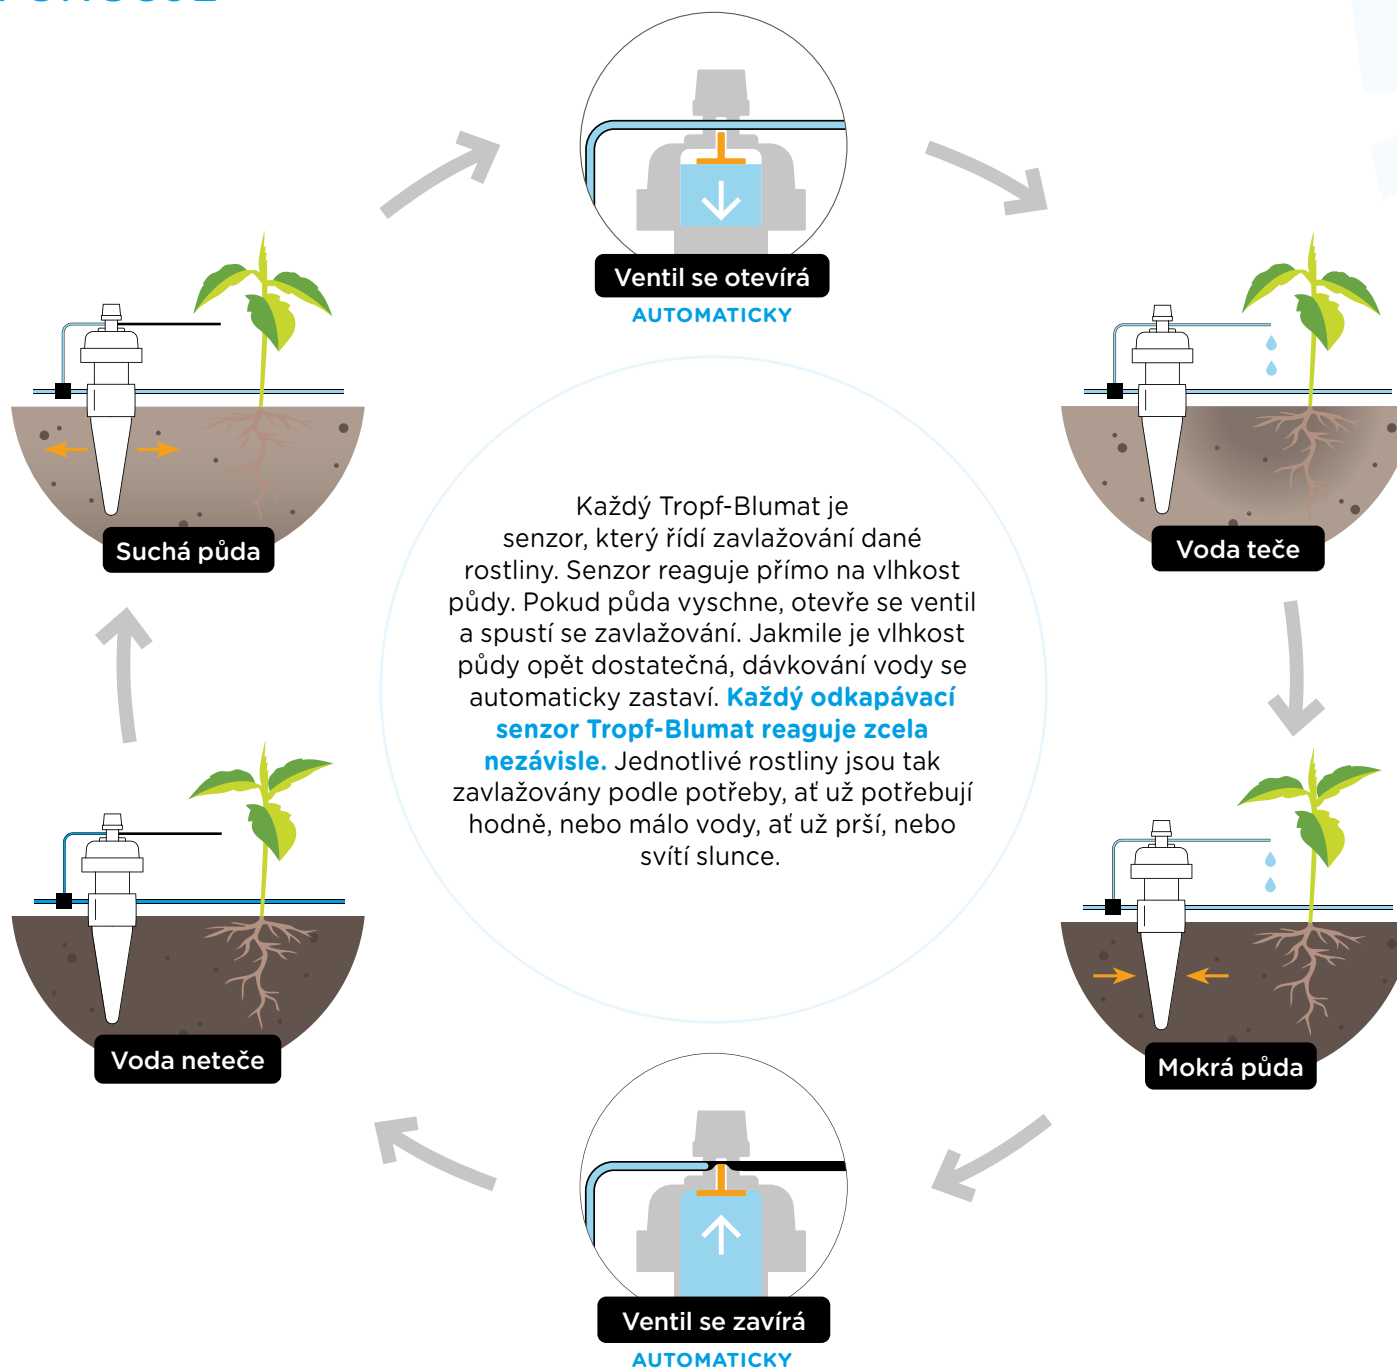 Ventil se otevírá
AUTOMATICKY
Suchá půda
Voda teče
Každý Tropf-Blumat je
senzor, který řídí zavlažování dané
rostliny. Senzor reaguje přímo na vlhkost
půdy. Pokud půda vyschne, otevře se ventil
a spustí se zavlažování. Jakmile je vlhkost
půdy opět dostatečná, dávkování vody se
automaticky zastaví. Každý odkapávací
senzor Tropf-Blumat reaguje zcela
nezávisle. Jednotlivé rostliny jsou tak
zavlažovány podle potřeby, ať už potřebují
hodně, nebo málo vody, ať už prší, nebo
svítí slunce.
Voda neteče
Mokrá půda
Ventil se zavírá
AUTOMATICKY